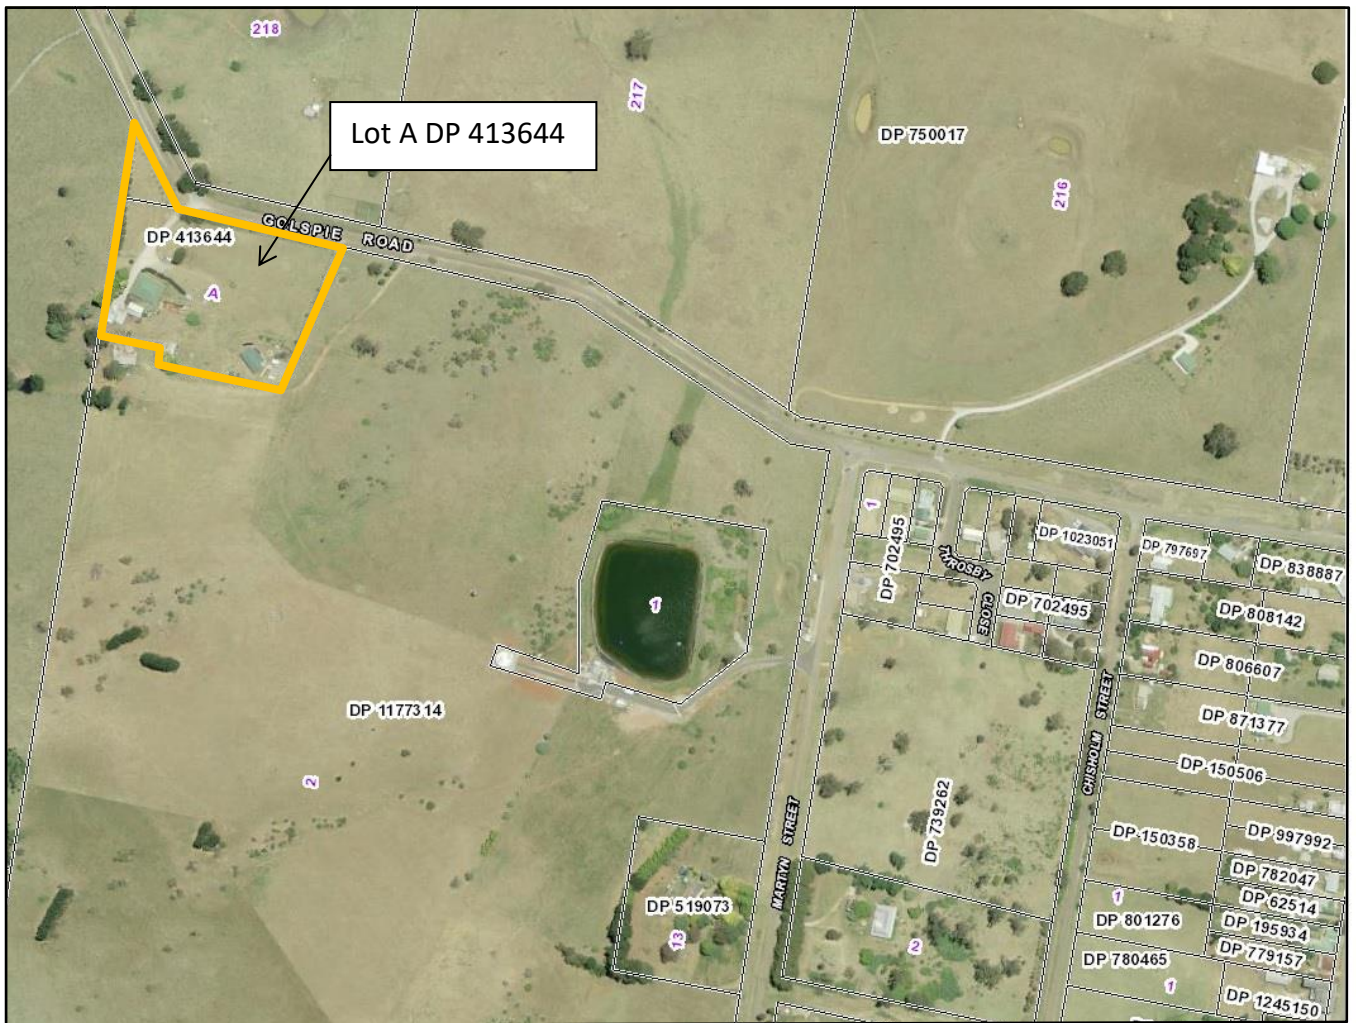 218
217
Lot A DP 413644
DP 750017
216
GOLSPIE ROAD
DP 413644
A
1
DP 702495
THROSBY
CLOSE
DP 1023051
DP 702495
DP 797697
DP 838887
DP 808142
DP 806607
DP 871377
DP 150506
1
DP 1177314
2
CHISHOLM STREET
MARTYN STREET
DP 739262
DP 150358
DP 997992
DP 782047
DP 62514
1
DP 801276
DP 195934
DP 519073
13
2
DP 779157
DP 780465
1
DP 1245150